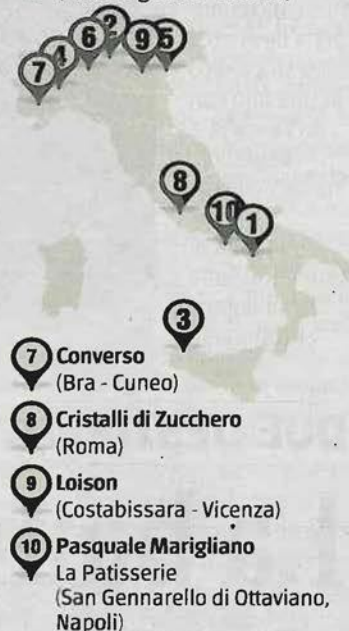 2
6
9
5
4
7
8
10
1
3
7 Converso
(Bra - Cuneo)
8 Cristalli di Zucchero
(Roma)
9 Loison
(Costabissara - Vicenza)
10 Pasquale Marigliano
La Patisserie
(San Gennarello di Ottaviano,
Napoli)